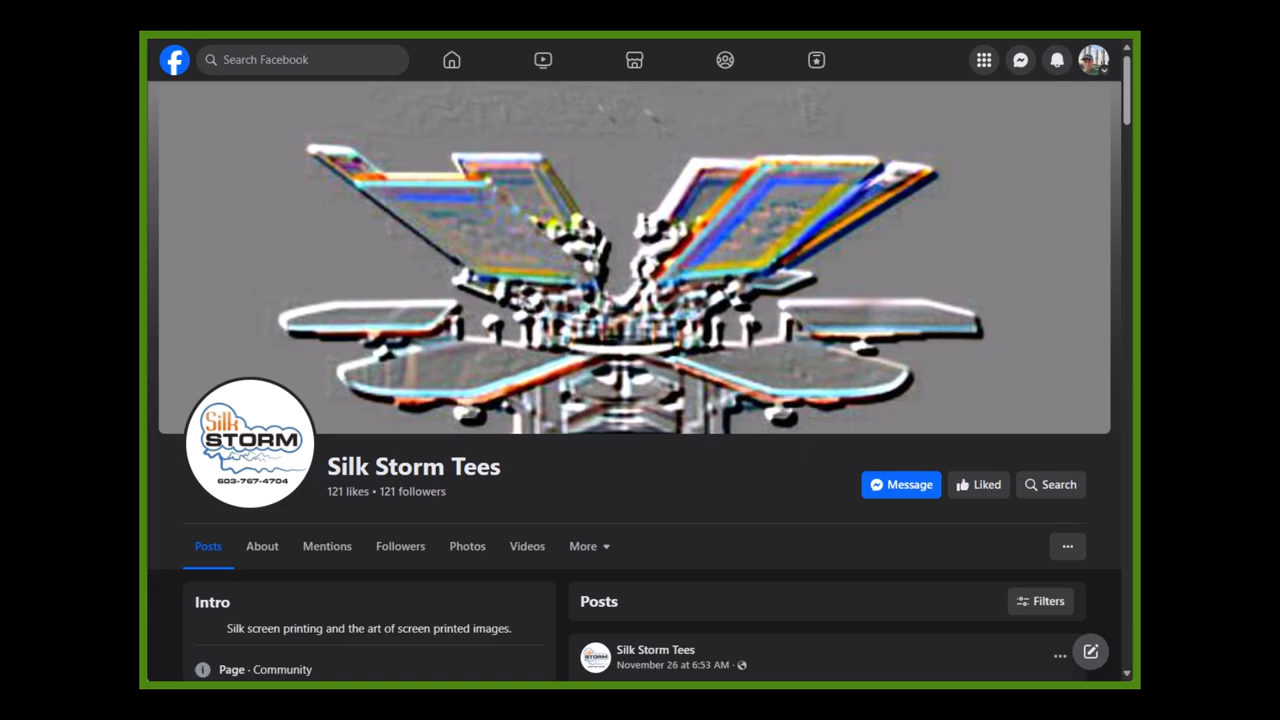 Search Facebook
Silk
STORM
603-767-4704
Silk Storm Tees
121 likes • 121 followers
Message
Liked
Search
Posts
About
Mentions
Followers
Photos
Videos
More
Intro
Silk screen printing and the art of screen printed images.
Page · Community
Posts
Filters
STORM
Silk Storm Tees
November 26 at 6:53 AM ·